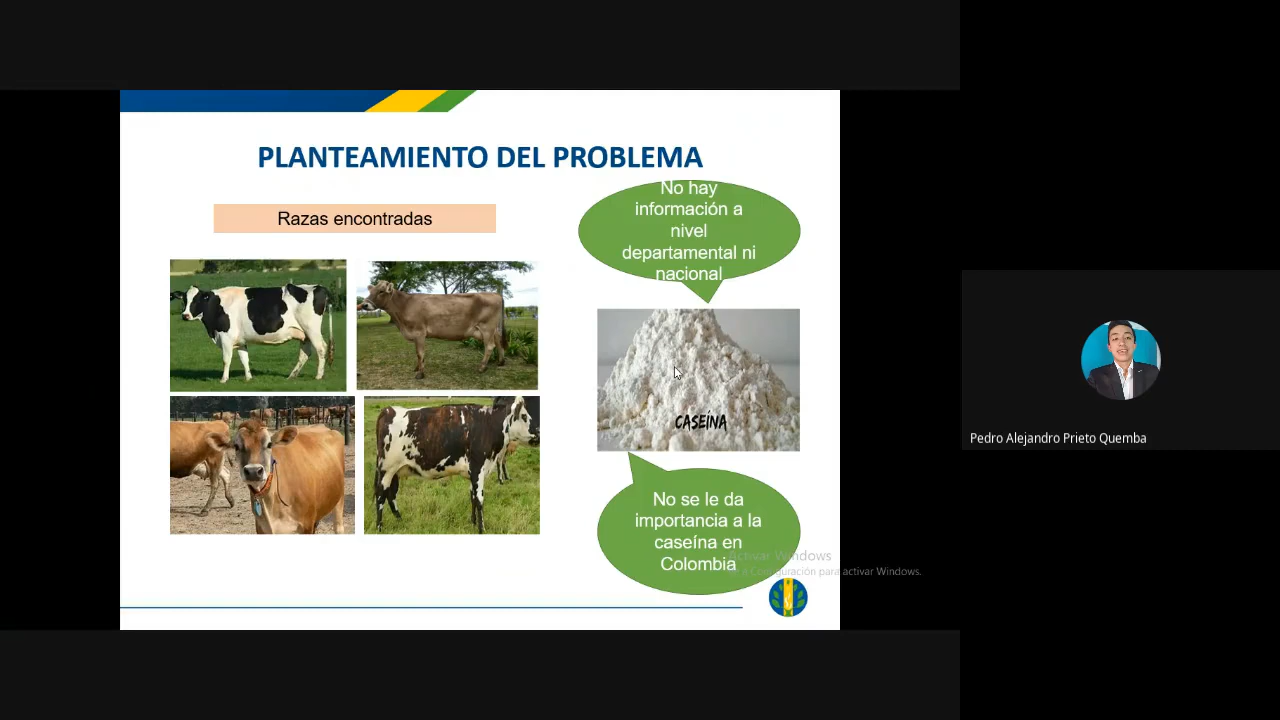 PLANTEAMIENTO DEL PROBLEMA
Razas encontradas
No hay
información a
nivel
departamental ni
nacional
CASEÍNA
No se le da
importancia a la
caseína en
Colombia
Activar Windows
Configuración para activar Windows.
Pedro Alejandro Prieto Quemba